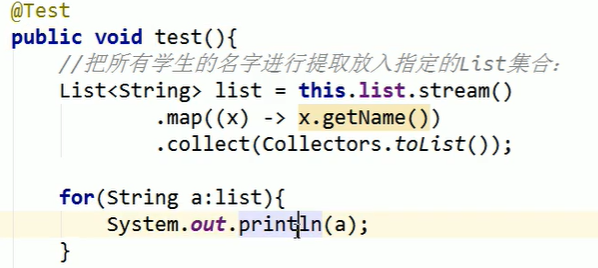 @Test
public void test(){
//把所有学生的名字进行提取放入指定的List集合：
List<String> list = this.list.stream()
.map((x) -> x.getName())
.collect(Collectors.toList());
for(String a:list){
System.out.println(a);
}